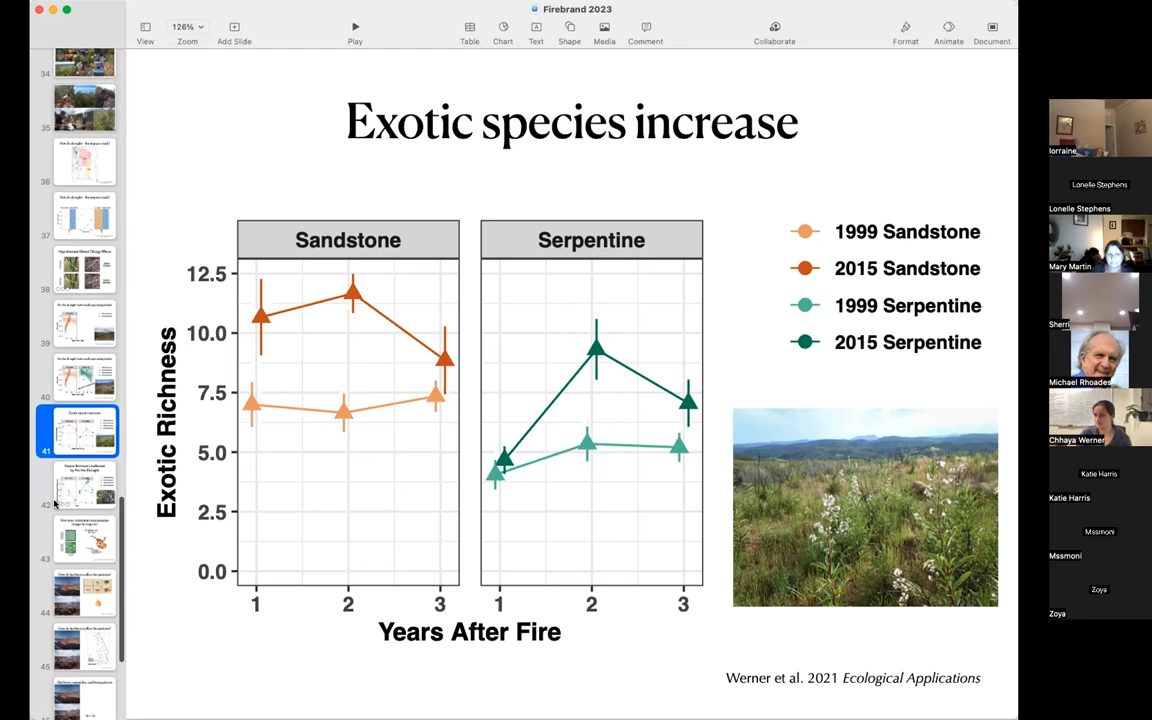 Firebrand 2023
126%
View
Zoom
Add Slide
Play
Table
Chart
Text
Shape
Media
Comment
Collaborate
Format
Animate
Document
34
35
36
37
38
39
40
41
42
43
44
45
Exotic species increase
Sandstone
Serpentine
Exotic Richness
12.5
10.0
7.5
5.0
2.5
0.0
1
2
3
1
2
3
Years After Fire
1999 Sandstone
2015 Sandstone
1999 Serpentine
2015 Serpentine
Werner et al. 2021 Ecological Applications
lorraine
Lonelle Stephens
Lonelle Stephens
Mary Martin
Sherri
Michael Rhoades
Chhaya Werner
Katie Harris
Katie Harris
Mssmoni
Mssmoni
Zoya
Zoya